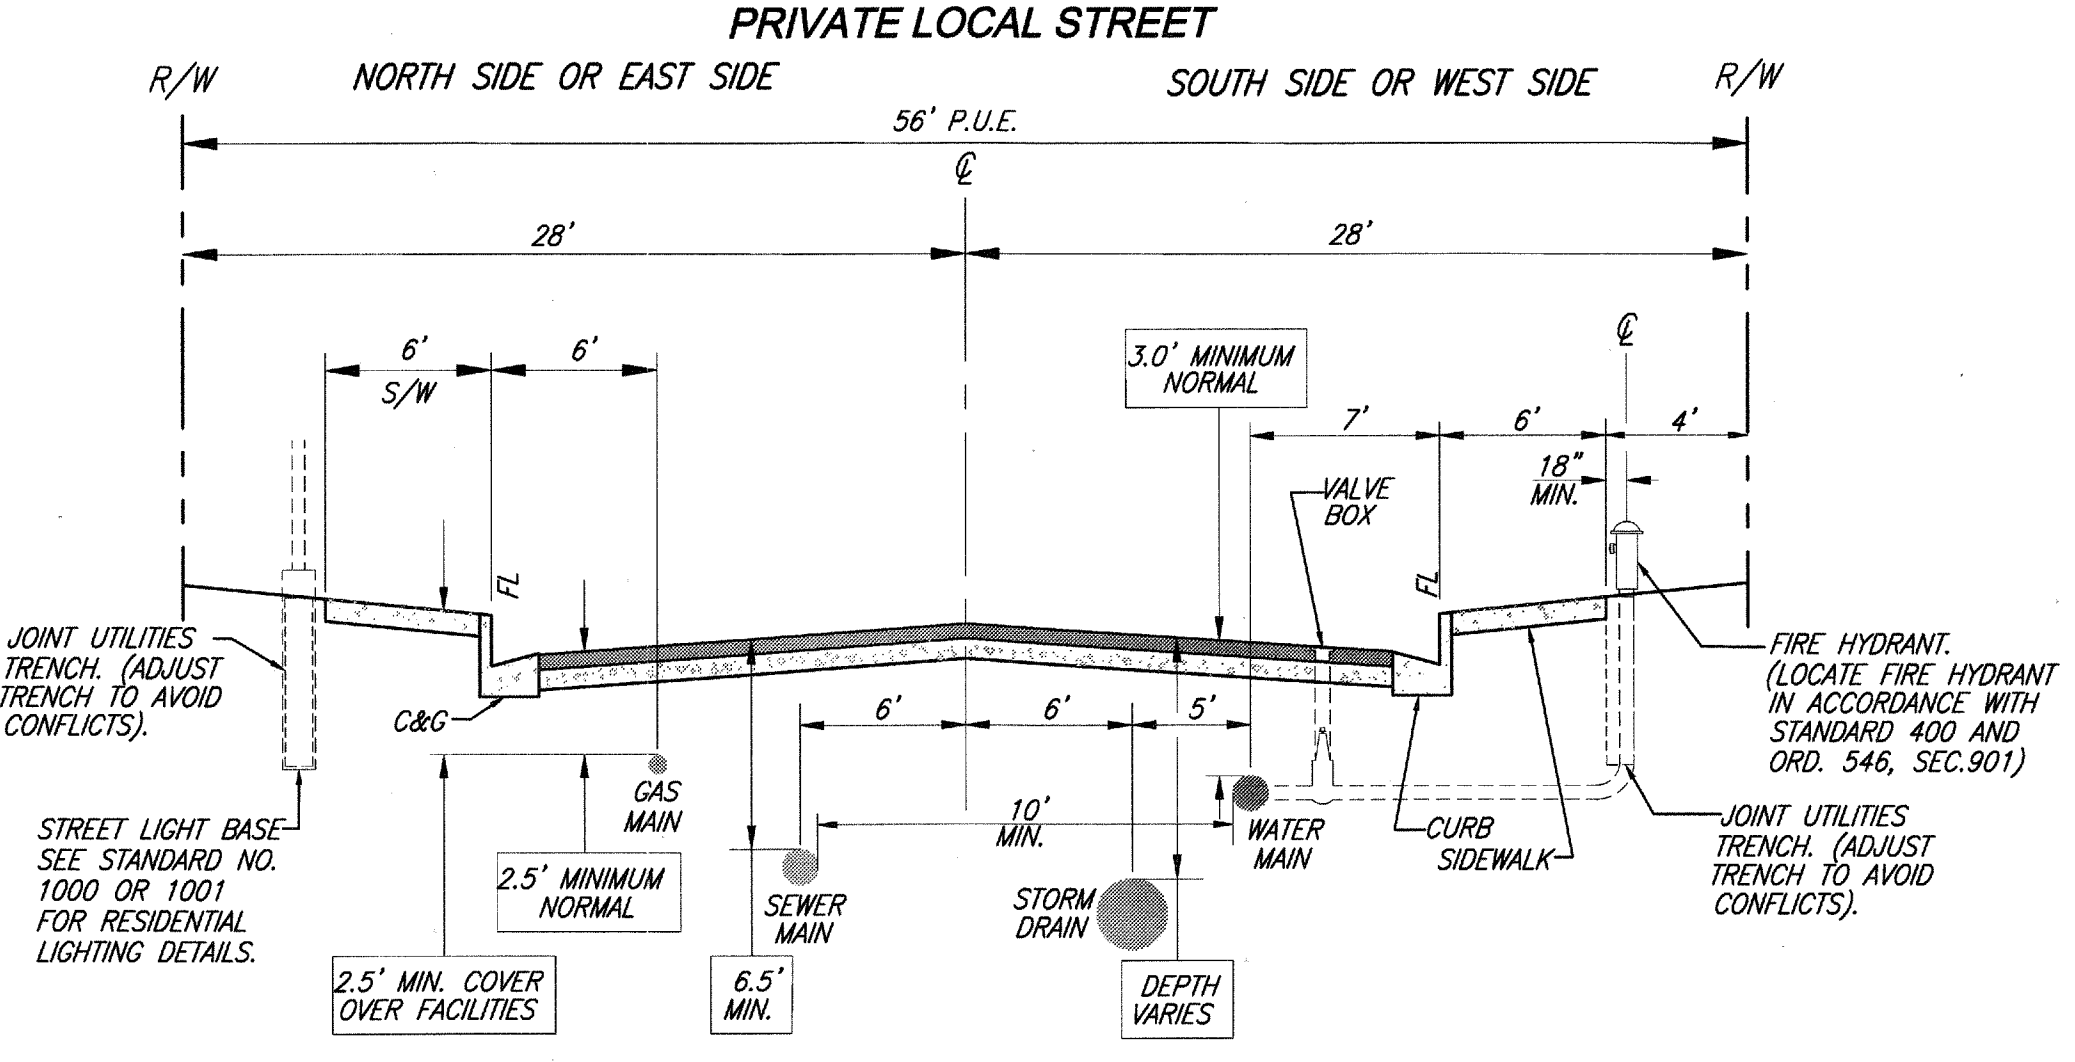 PRIVATE LOCAL STREET
R/W
NORTH SIDE OR EAST SIDE
SOUTH SIDE OR WEST SIDE
R/W
56' P.U.E.
℄
28'
28'
℄
6'
S/W
6'
3.0' MINIMUM
NORMAL
7'
6'
4'
18"
MIN.
VALVE
BOX
FL
FL
JOINT UTILITIES
TRENCH. (ADJUST
TRENCH TO AVOID
CONFLICTS).
C&G
6'
6'
5'
FIRE HYDRANT.
(LOCATE FIRE HYDRANT
IN ACCORDANCE WITH
STANDARD 400 AND
ORD. 546, SEC.901)
GAS
MAIN
10'
MIN.
WATER
MAIN
CURB
SIDEWALK
JOINT UTILITIES
TRENCH. (ADJUST
TRENCH TO AVOID
CONFLICTS).
STREET LIGHT BASE
SEE STANDARD NO.
1000 OR 1001
FOR RESIDENTIAL
LIGHTING DETAILS.
2.5' MINIMUM
NORMAL
SEWER
MAIN
STORM
DRAIN
2.5' MIN. COVER
OVER FACILITIES
6.5'
MIN.
DEPTH
VARIES